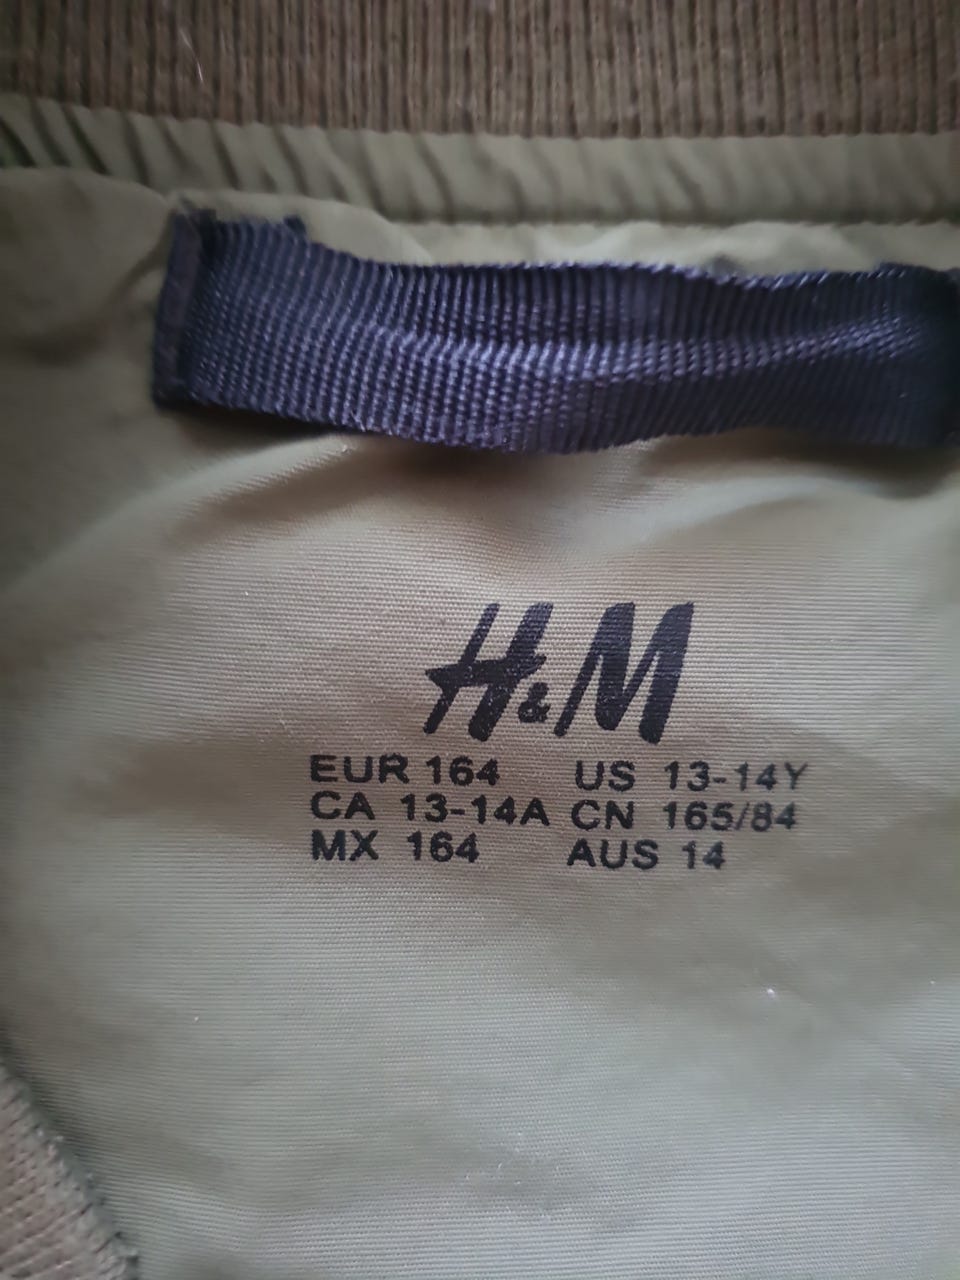 H&M
EUR 164 US 13-14Y
CA 13-14A CN 165/84
MX 164 AUS 14